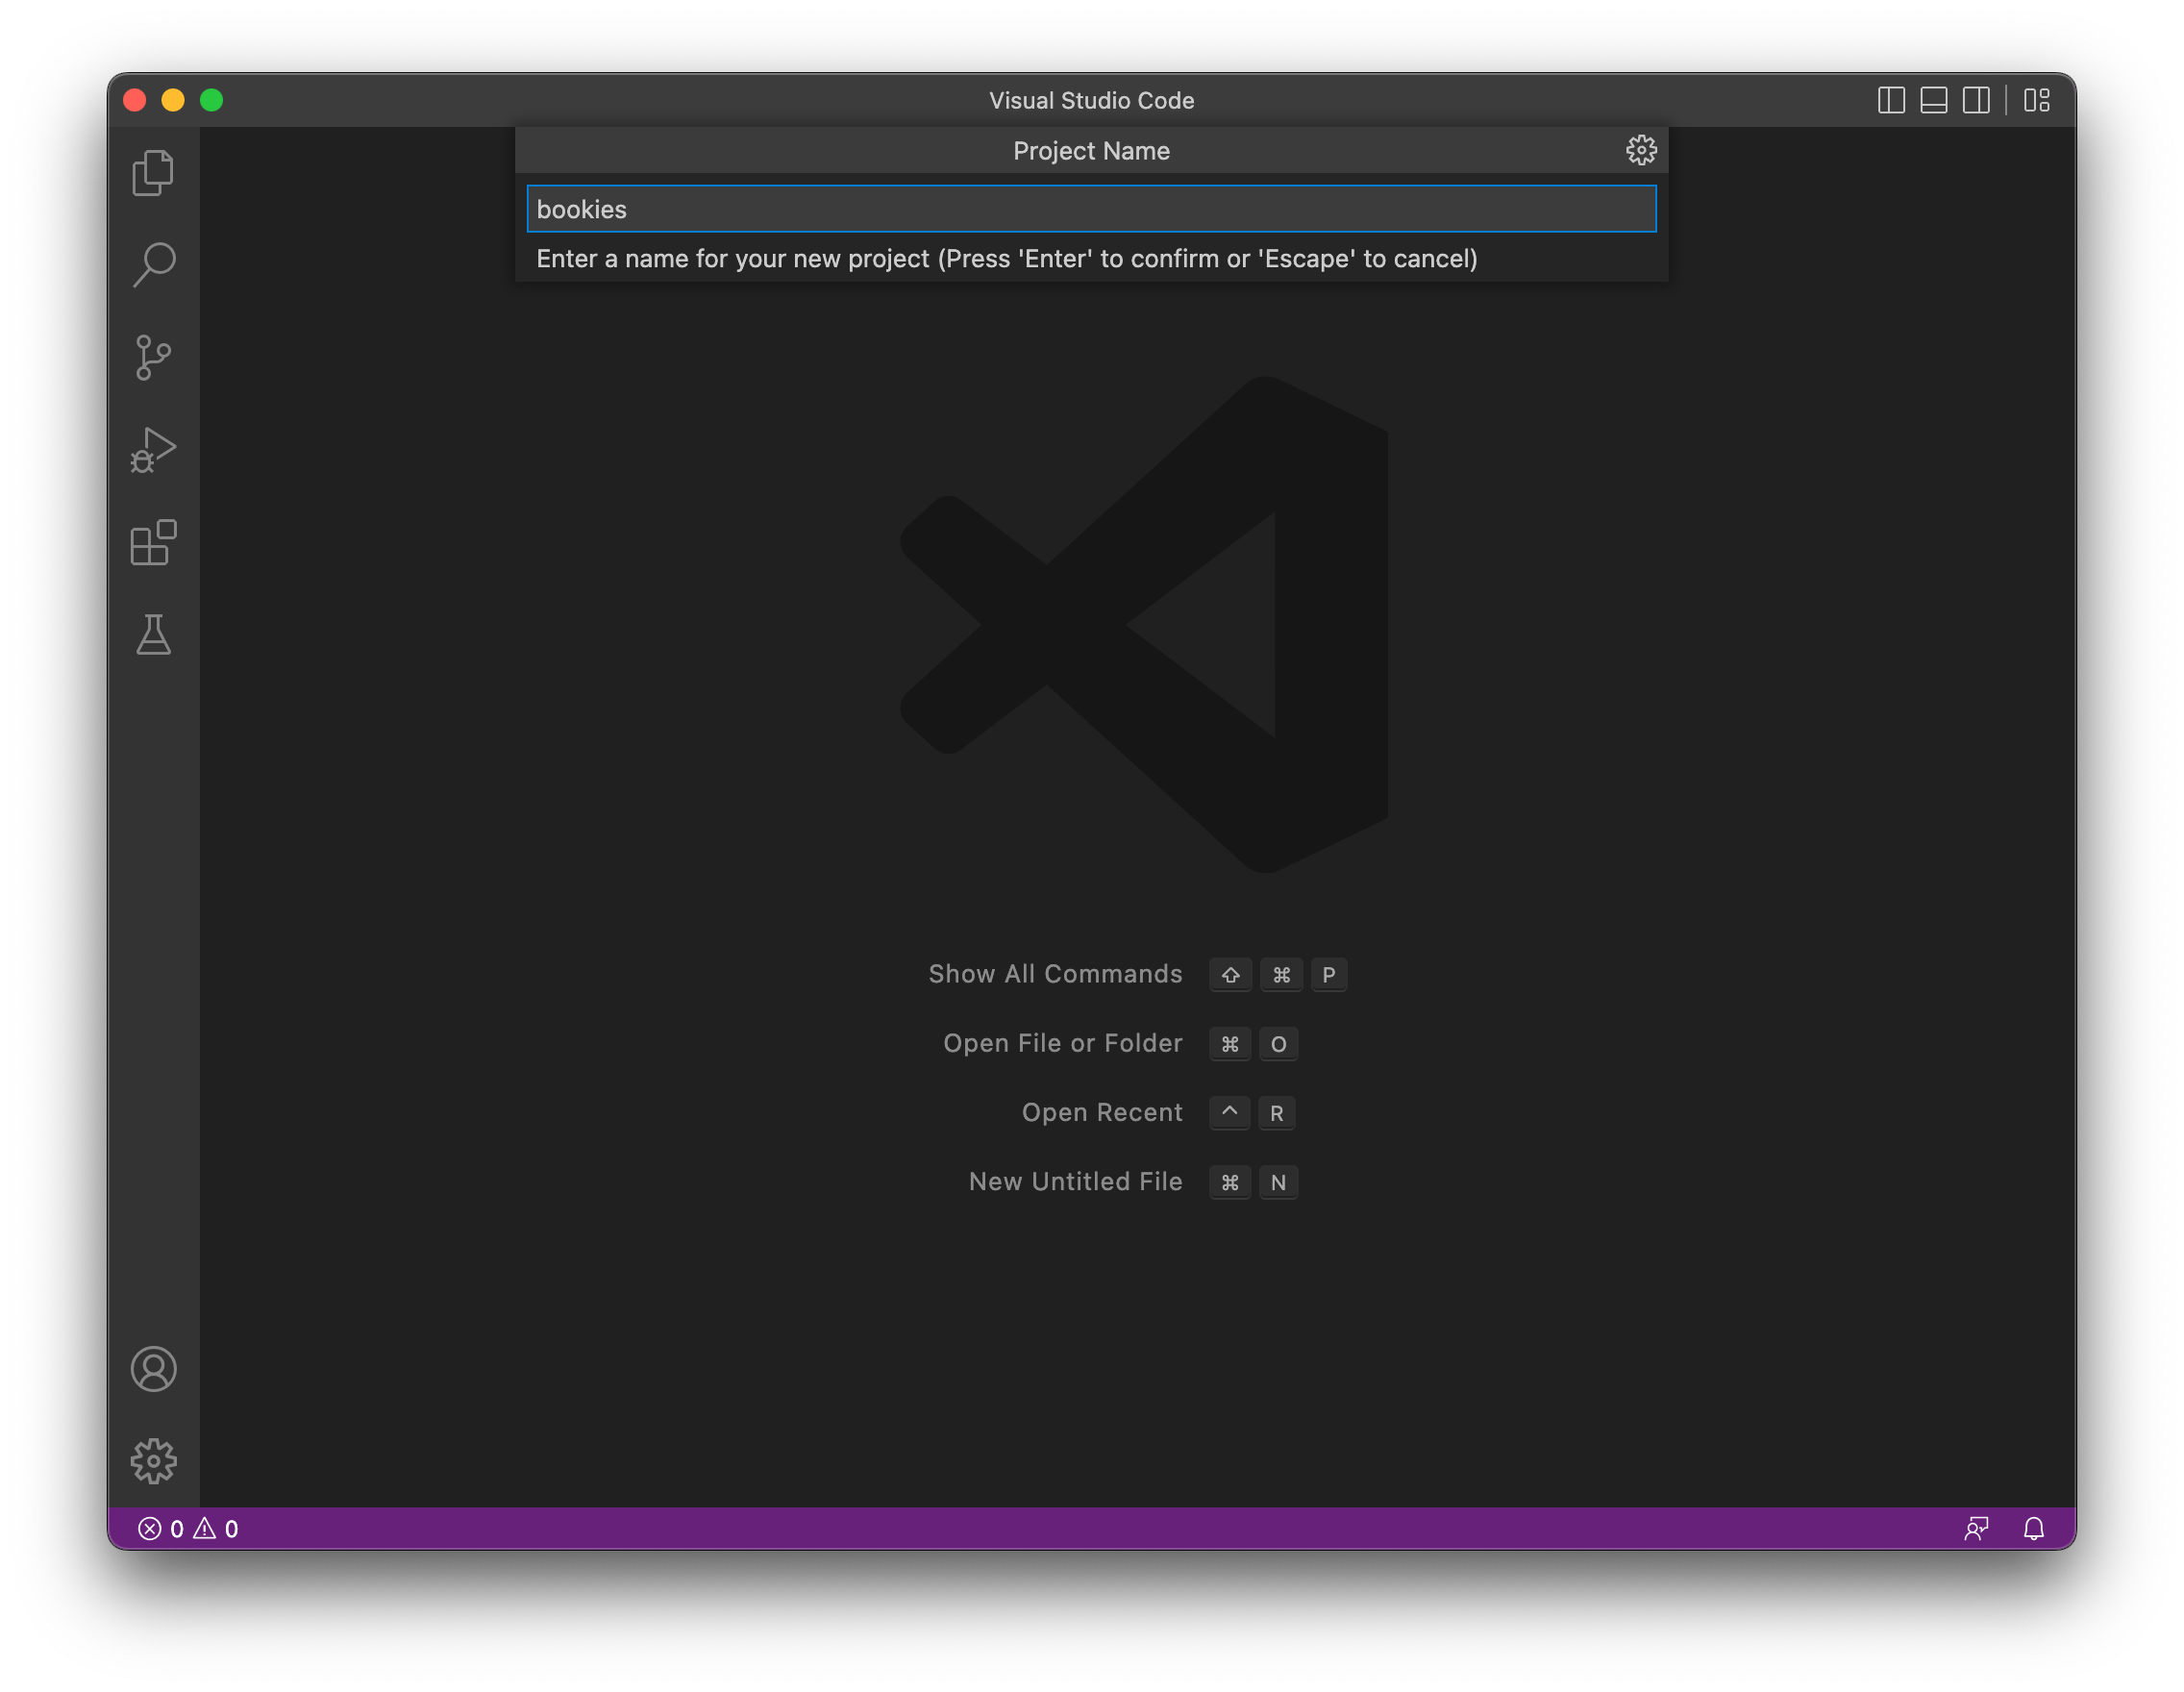 Visual Studio Code
Project Name
bookies
Enter a name for your new project (Press 'Enter' to confirm or 'Escape' to cancel)
Show All Commands ⇧ ⌘ P
Open File or Folder ⌘ O
Open Recent ^ R
New Untitled File ⌘ N
0 0